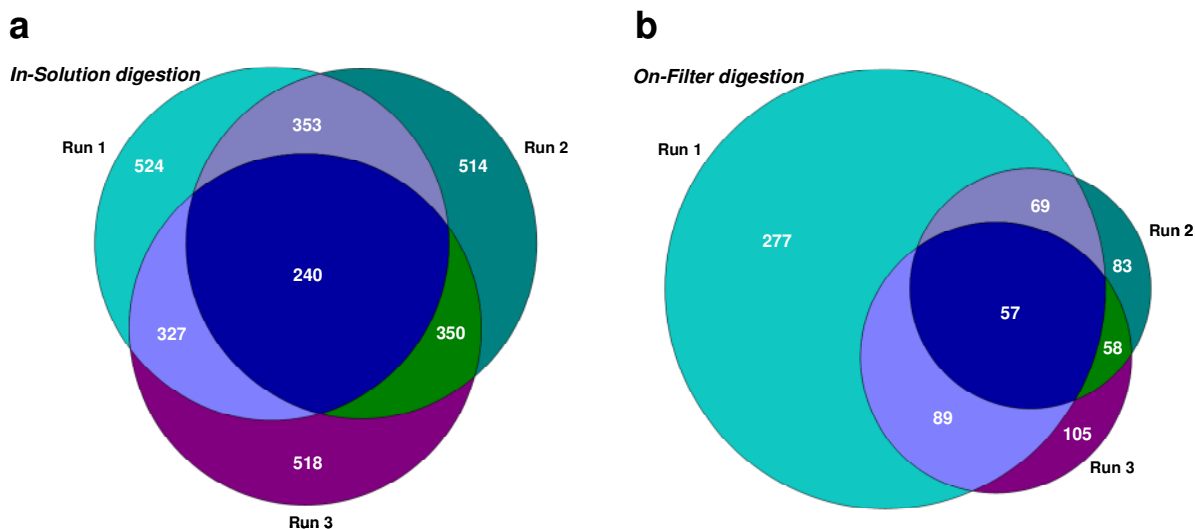 a
In-Solution digestion
Run 1
524
353
514
Run 2
240
327
350
518
Run 3
b
On-Filter digestion
Run 1
277
69
Run 2
83
57
58
89
105
Run 3